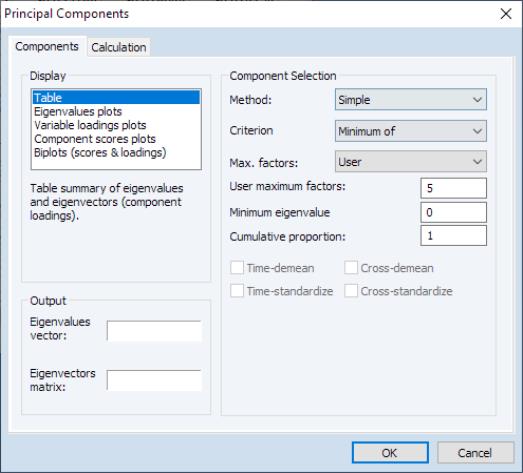 Principal Components
Components
Calculation
Display
Table
Eigenvalues plots
Variable loadings plots
Component scores plots
Biplots (scores & loadings)
Table summary of eigenvalues
and eigenvectors (component
loadings).
Output
Eigenvalues
vector:
Eigenvectors
matrix:
Component Selection
Method: Simple
Criterion Minimum of
Max. factors: User
User maximum factors: 5
Minimum eigenvalue 0
Cumulative proportion: 1
Time-demean Cross-demean
Time-standardize Cross-standardize
OK Cancel